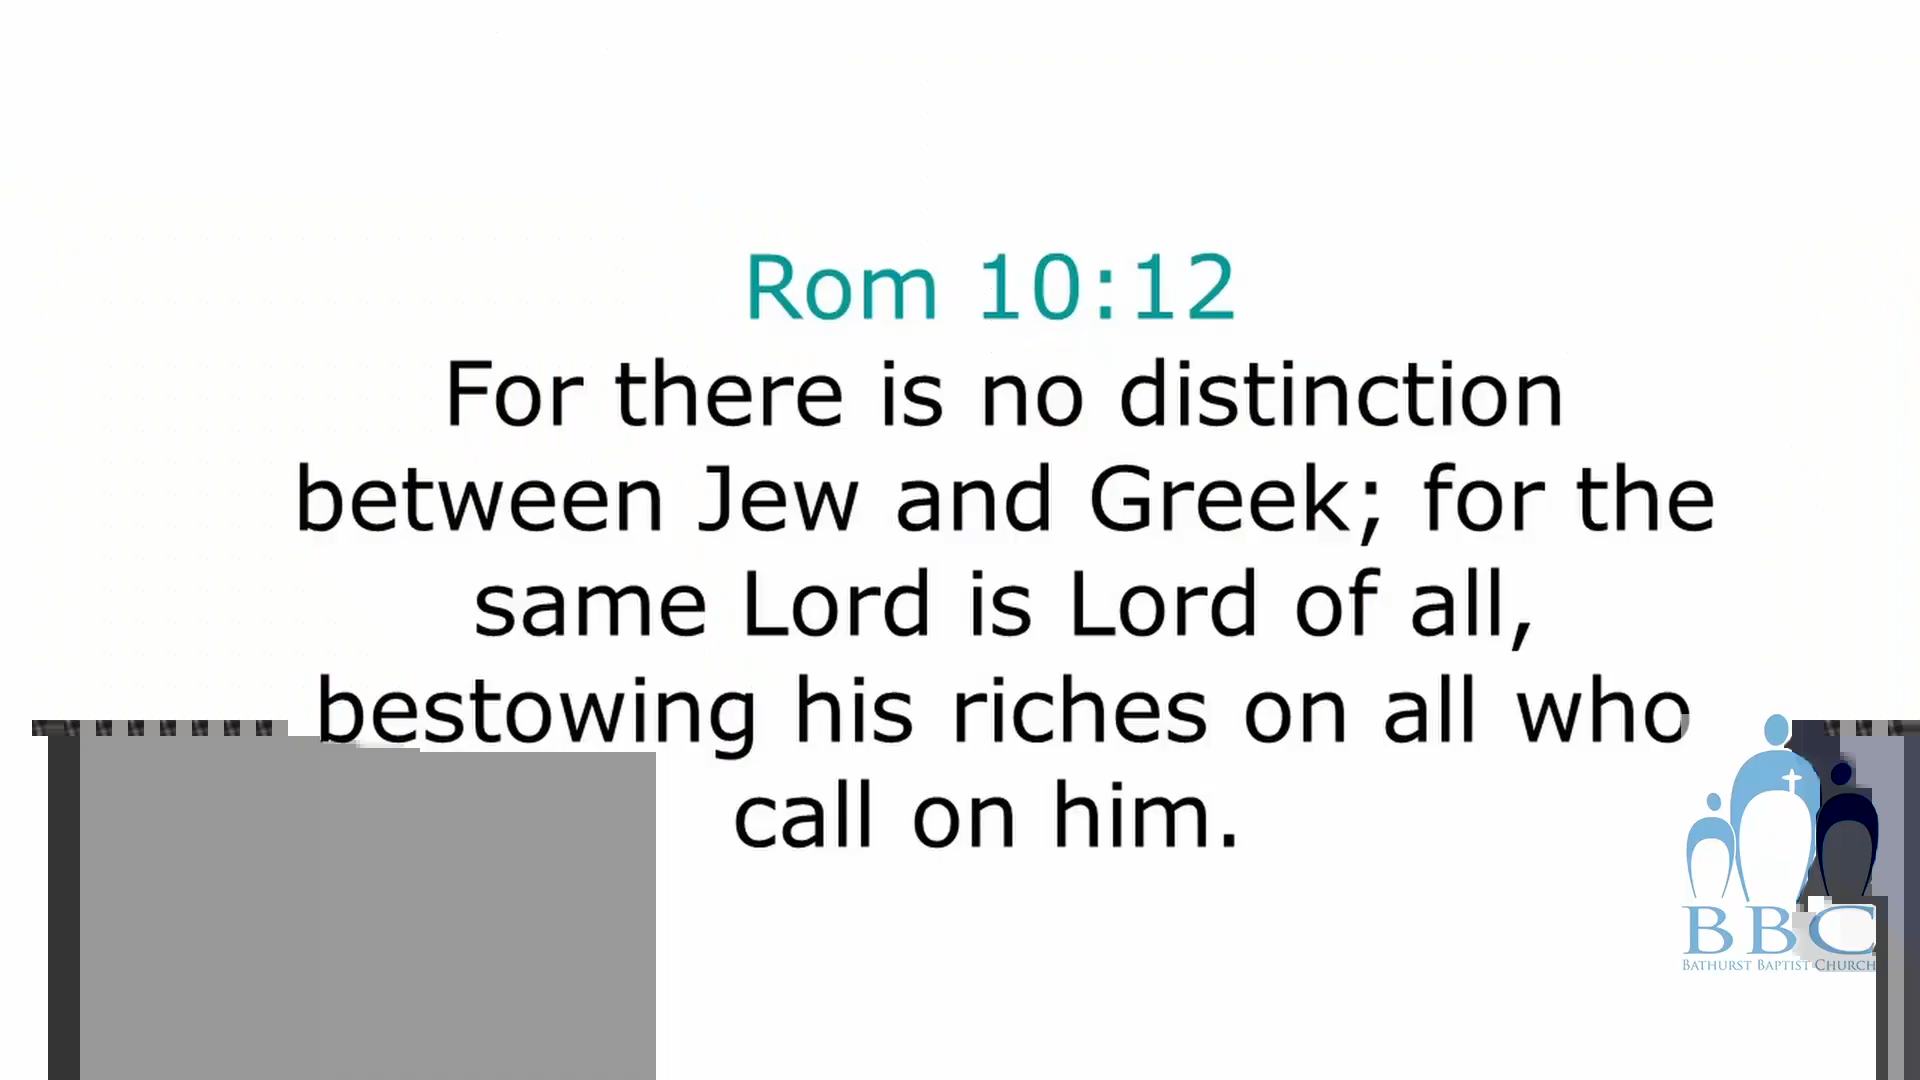 Rom 10:12
For there is no distinction
between Jew and Greek; for the
same Lord is Lord of all,
bestowing his riches on all who
call on him.
BBC
BATHURST BAPTIST CHURCH